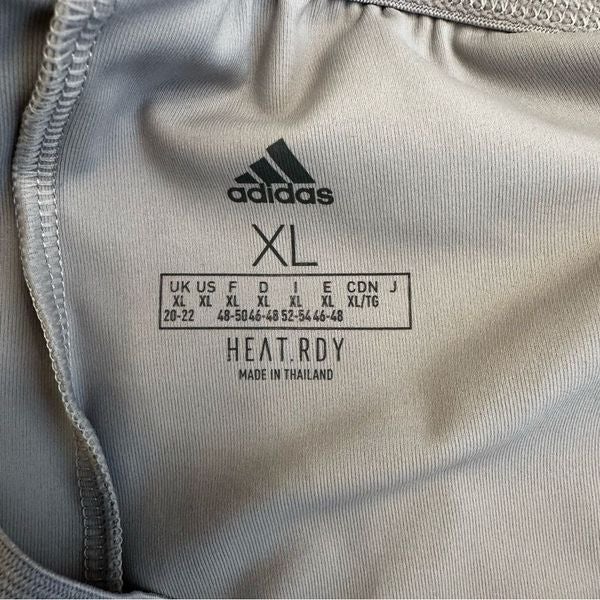 adidas
XL
UK US F D I E CDN J
XL XL XL XL XL XL XL/TG
20-22 48-50 46-48 52-54 46-48
HEAT.RDY
MADE IN THAILAND